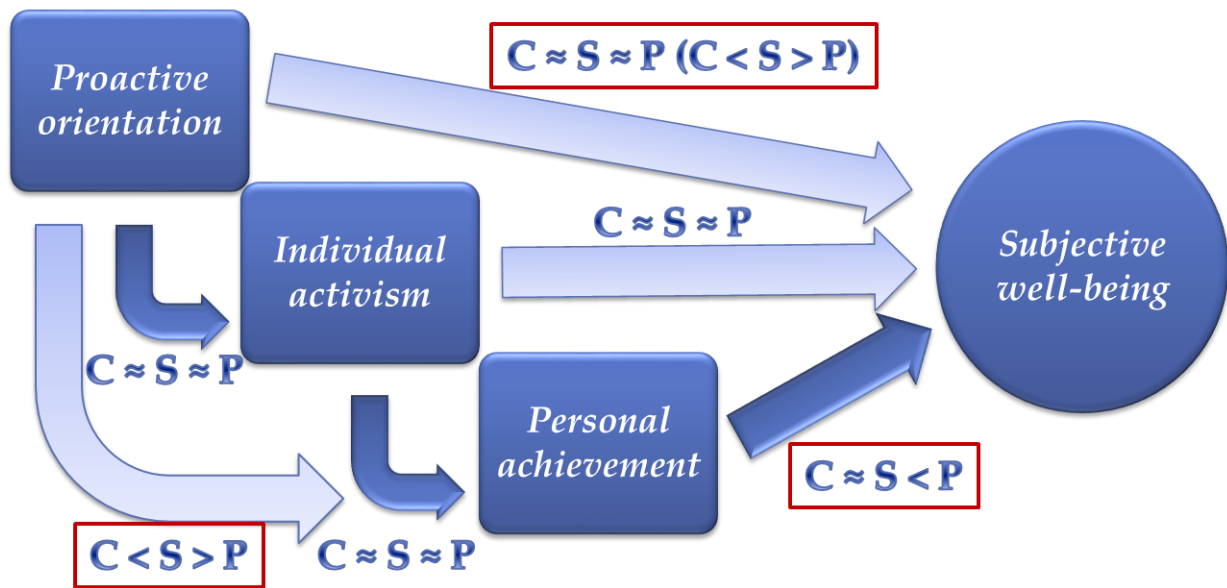 C ≈ S ≈ P (C < S > P)
Proactive
orientation
C ≈ S ≈ P
Individual
activism
Subjective
well-being
C ≈ S ≈ P
Personal
achievement
C ≈ S < P
C < S > P
C ≈ S ≈ P